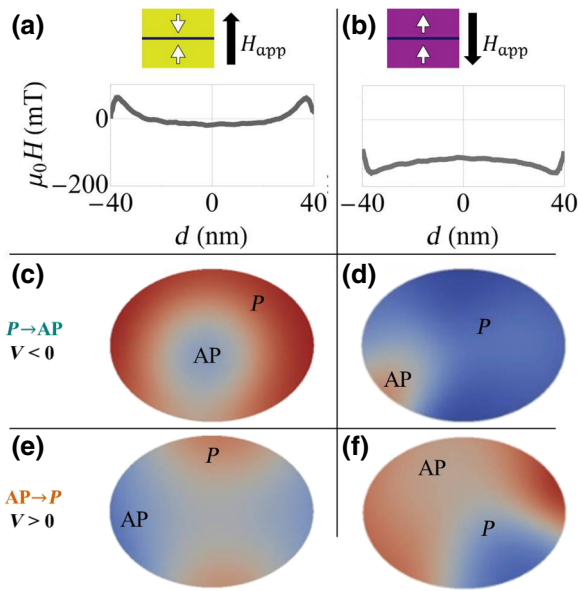 (a)
H_app
(b)
H_app
μ₀H (mT)
0
−200
−40
0
40
−40
0
40
d (nm)
d (nm)
(c)
P
AP
(d)
P
AP
P→AP
V < 0
(e)
P
AP
(f)
AP
P
AP→P
V > 0